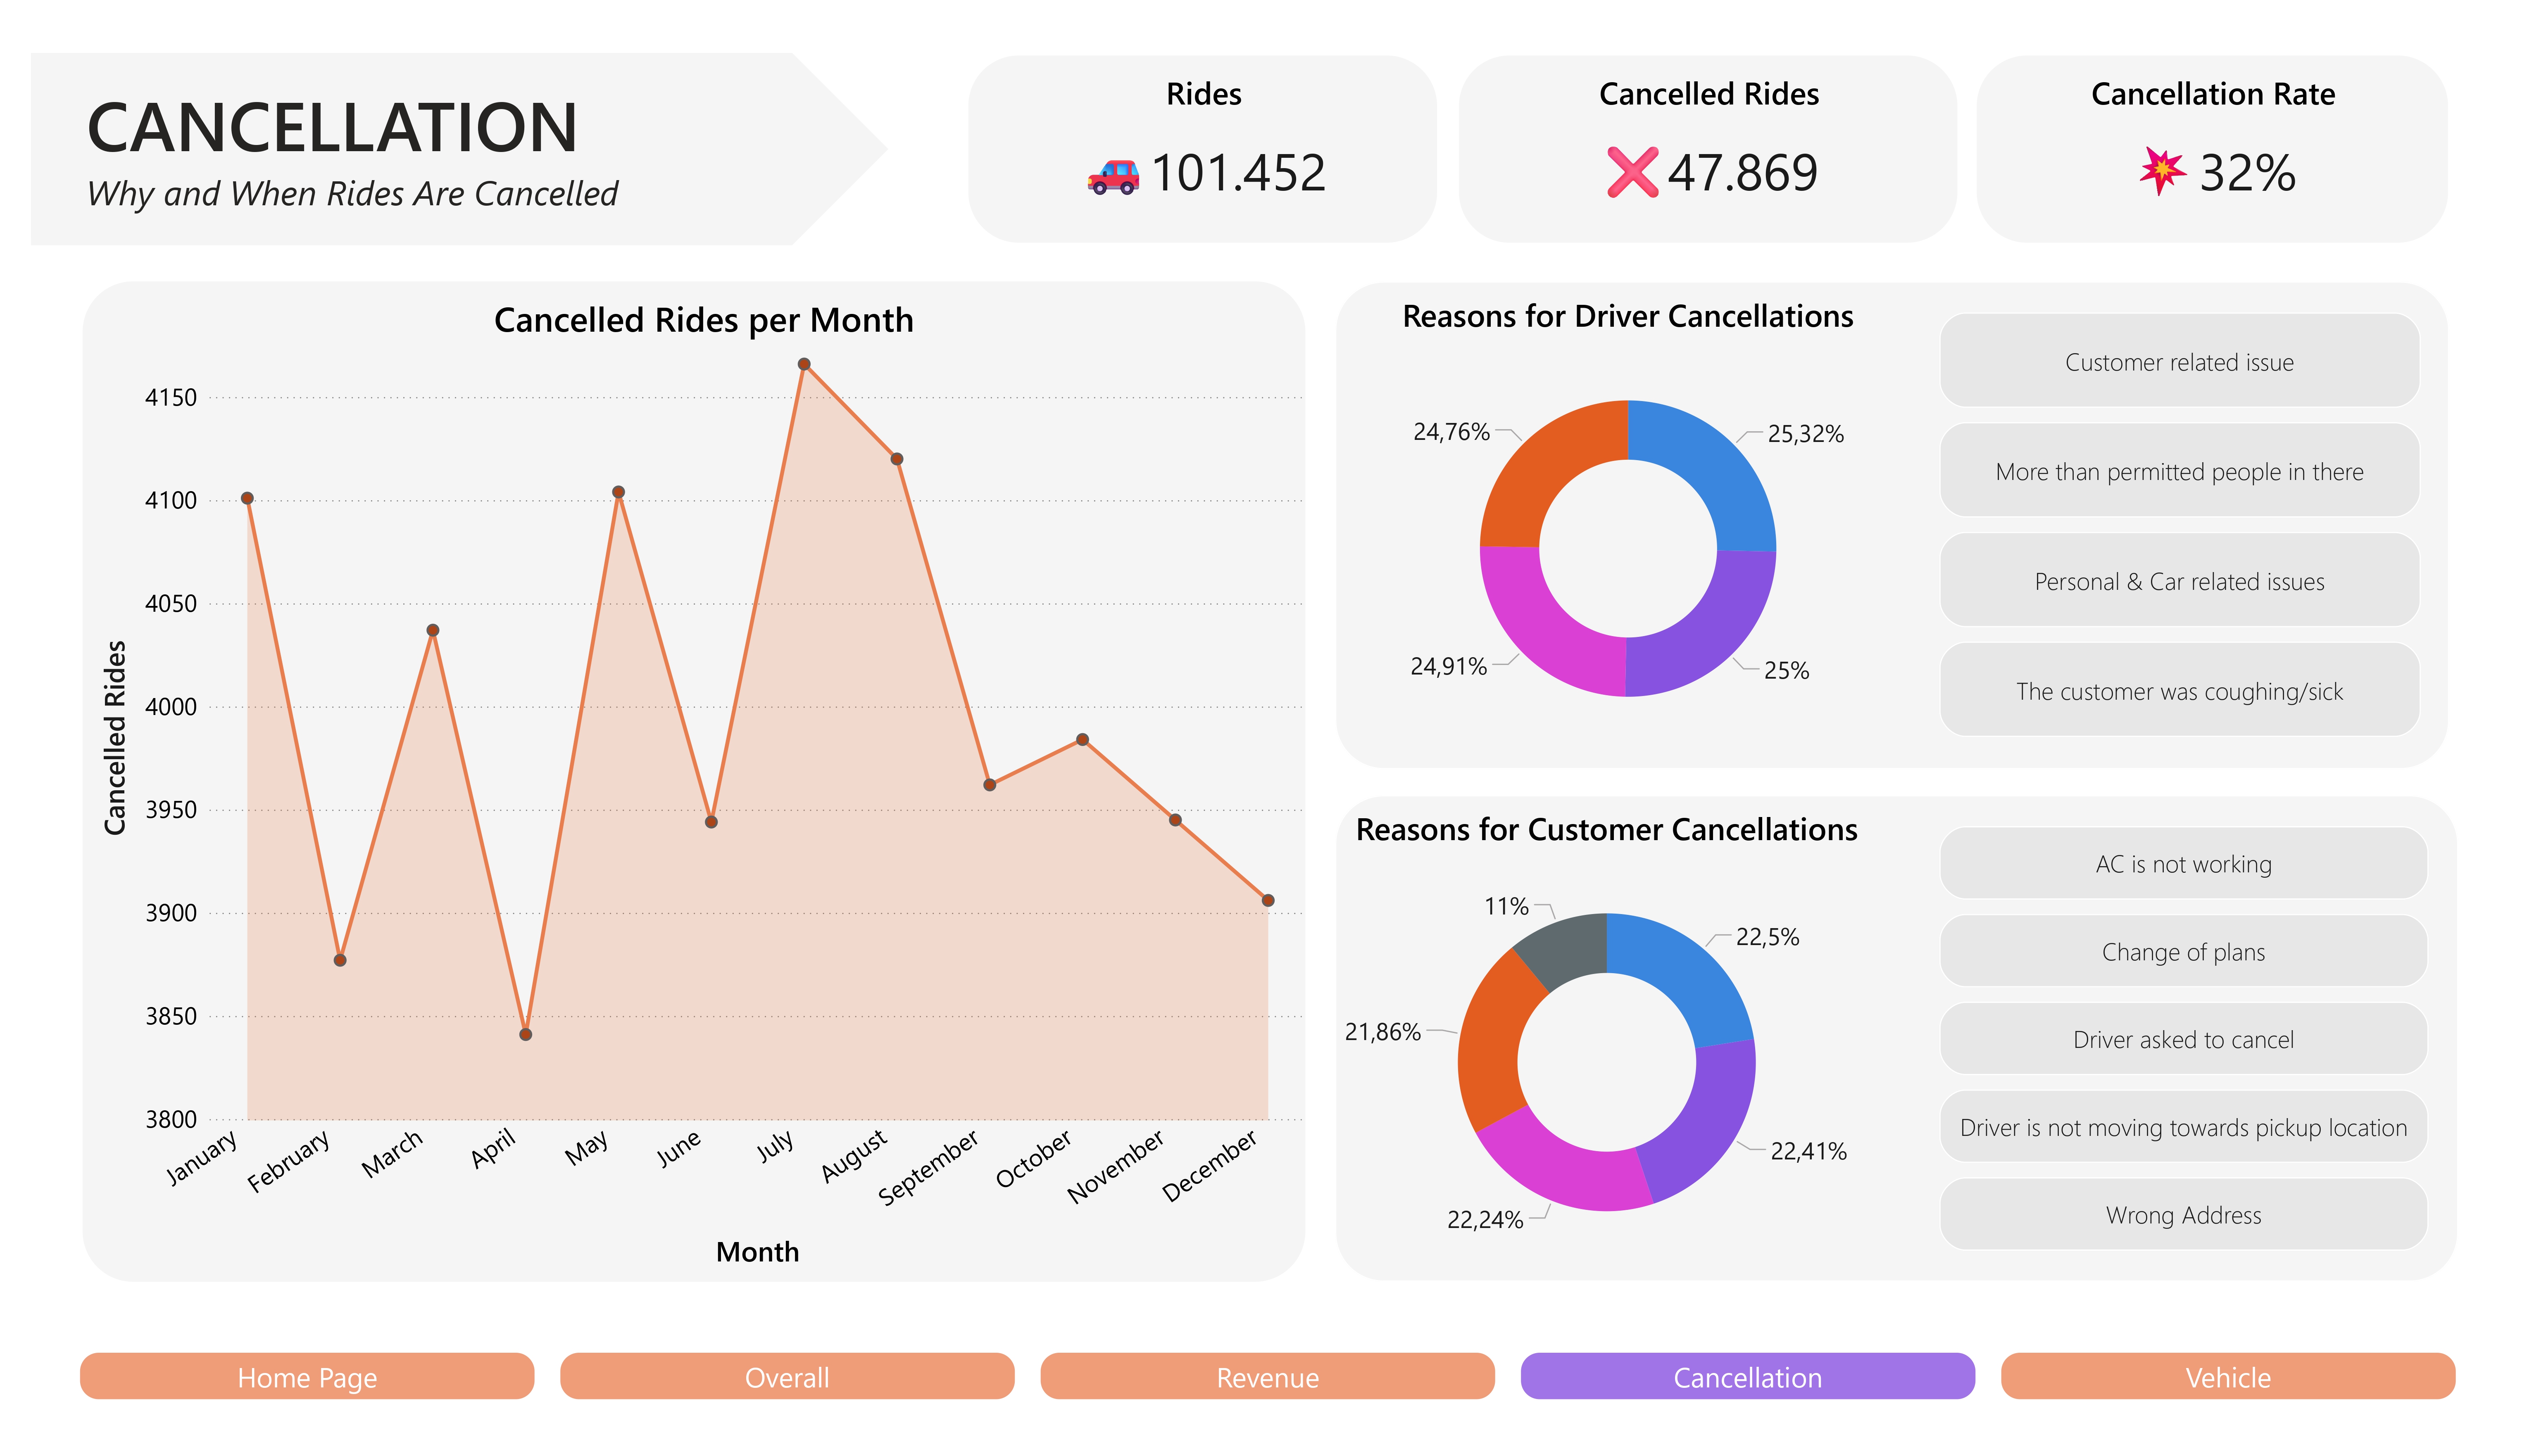 CANCELLATION
Why and When Rides Are Cancelled
Rides
101.452
Cancelled Rides
47.869
Cancellation Rate
32%
Cancelled Rides per Month
Cancelled Rides
4150
4100
4050
4000
3950
3900
3850
3800
January
February
March
April
May
June
July
August
September
October
November
December
Month
Reasons for Driver Cancellations
24,76%
25,32%
24,91%
25%
Customer related issue
More than permitted people in there
Personal & Car related issues
The customer was coughing/sick
Reasons for Customer Cancellations
11%
22,5%
21,86%
22,41%
22,24%
AC is not working
Change of plans
Driver asked to cancel
Driver is not moving towards pickup location
Wrong Address
Home Page
Overall
Revenue
Cancellation
Vehicle